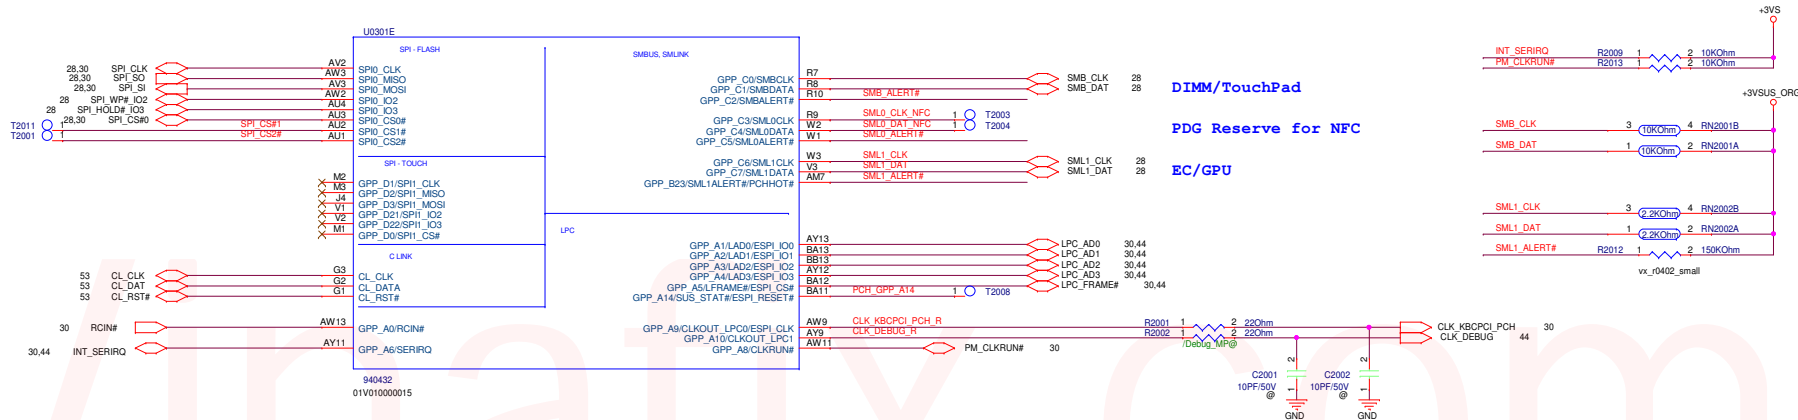 U0301E
SPI - FLASH
SMBUS, SMLINK
28,30 SPI_CLK AV2 SPI0_CLK
SPI_SO AW3 SPI0_MISO
28,30 SPI_SI AV3 SPI0_MOSI
28 SPI_WP#_IO2 AW2 SPI0_IO2
28 SPI_HOLD#_IO3 AU4 SPI0_IO3
28,30 SPI_CS#0 AU3 SPI0_CS0#
T2011 1 SPI_CS#1 AU2 SPI0_CS1#
T2001 1 SPI_CS2# AU1 SPI0_CS2#
GPP_C0/SMBCLK R7 SMB_CLK 28
GPP_C1/SMBDATA R8 SMB_DAT 28
GPP_C2/SMBALERT# R10 SMB_ALERT#
DIMM/TouchPad
GPP_C3/SML0CLK R9 SML0_CLK_NFC 1 T2003
GPP_C4/SML0DATA W2 SML0_DAT_NFC 1 T2004
GPP_C5/SML0ALERT# W1 SML0_ALERT#
PDG Reserve for NFC
GPP_C6/SML1CLK W3 SML1_CLK SML1_CLK 28
GPP_C7/SML1DATA V3 SML1_DAT SML1_DAT 28
GPP_B23/SML1ALERT#/PCHHOT# AM7 SML1_ALERT#
EC/GPU
SPI - TOUCH
M2 GPP_D1/SPI1_CLK
M3 GPP_D2/SPI1_MISO
J4 GPP_D3/SPI1_MOSI
V1 GPP_D21/SPI1_IO2
V2 GPP_D22/SPI1_IO3
M1 GPP_D0/SPI1_CS#
LPC
GPP_A1/LAD0/ESPI_IO0 AY13 LPC_AD0 30,44
GPP_A2/LAD1/ESPI_IO1 BA13 LPC_AD1 30,44
GPP_A3/LAD2/ESPI_IO2 BB13 LPC_AD2 30,44
GPP_A4/LAD3/ESPI_IO3 AY12 LPC_AD3 30,44
GPP_A5/LFRAME#/ESPI_CS# BA12 LPC_FRAME# 30,44
GPP_A14/SUS_STAT#/ESPI_RESET# BA11 PCH_GPP_A14 1 T2008
C LINK
53 CL_CLK G3 CL_CLK
53 CL_DAT G2 CL_DATA
53 CL_RST# G1 CL_RST#
30 RCIN# AW13 GPP_A0/RCIN#
30,44 INT_SERIRQ AY11 GPP_A6/SERIRQ
GPP_A9/CLKOUT_LPC0/ESPI_CLK AW9 CLK_KBCPCI_PCH_R R2001 1 2 22Ohm CLK_KBCPCI_PCH 30
GPP_A10/CLKOUT_LPC1 AY9 CLK_DEBUG_R R2002 1 2 22Ohm CLK_DEBUG 44
/Debug_MP@
GPP_A8/CLKRUN# AW11 PM_CLKRUN# 30
940432
01V010000015
2 C2001 10PF/50V @ 1 GND
2 C2002 10PF/50V @ 1 GND
+3VS
INT_SERIRQ R2009 1 2 10KOhm
PM_CLKRUN# R2013 1 2 10KOhm
+3VSUS_ORG
SMB_CLK 3 10KOhm 4 RN2001B
SMB_DAT 1 10KOhm 2 RN2001A
SML1_CLK 3 2.2KOhm 4 RN2002B
SML1_DAT 1 2.2KOhm 2 RN2002A
SML1_ALERT# R2012 1 2 150KOhm
vx_r0402_small